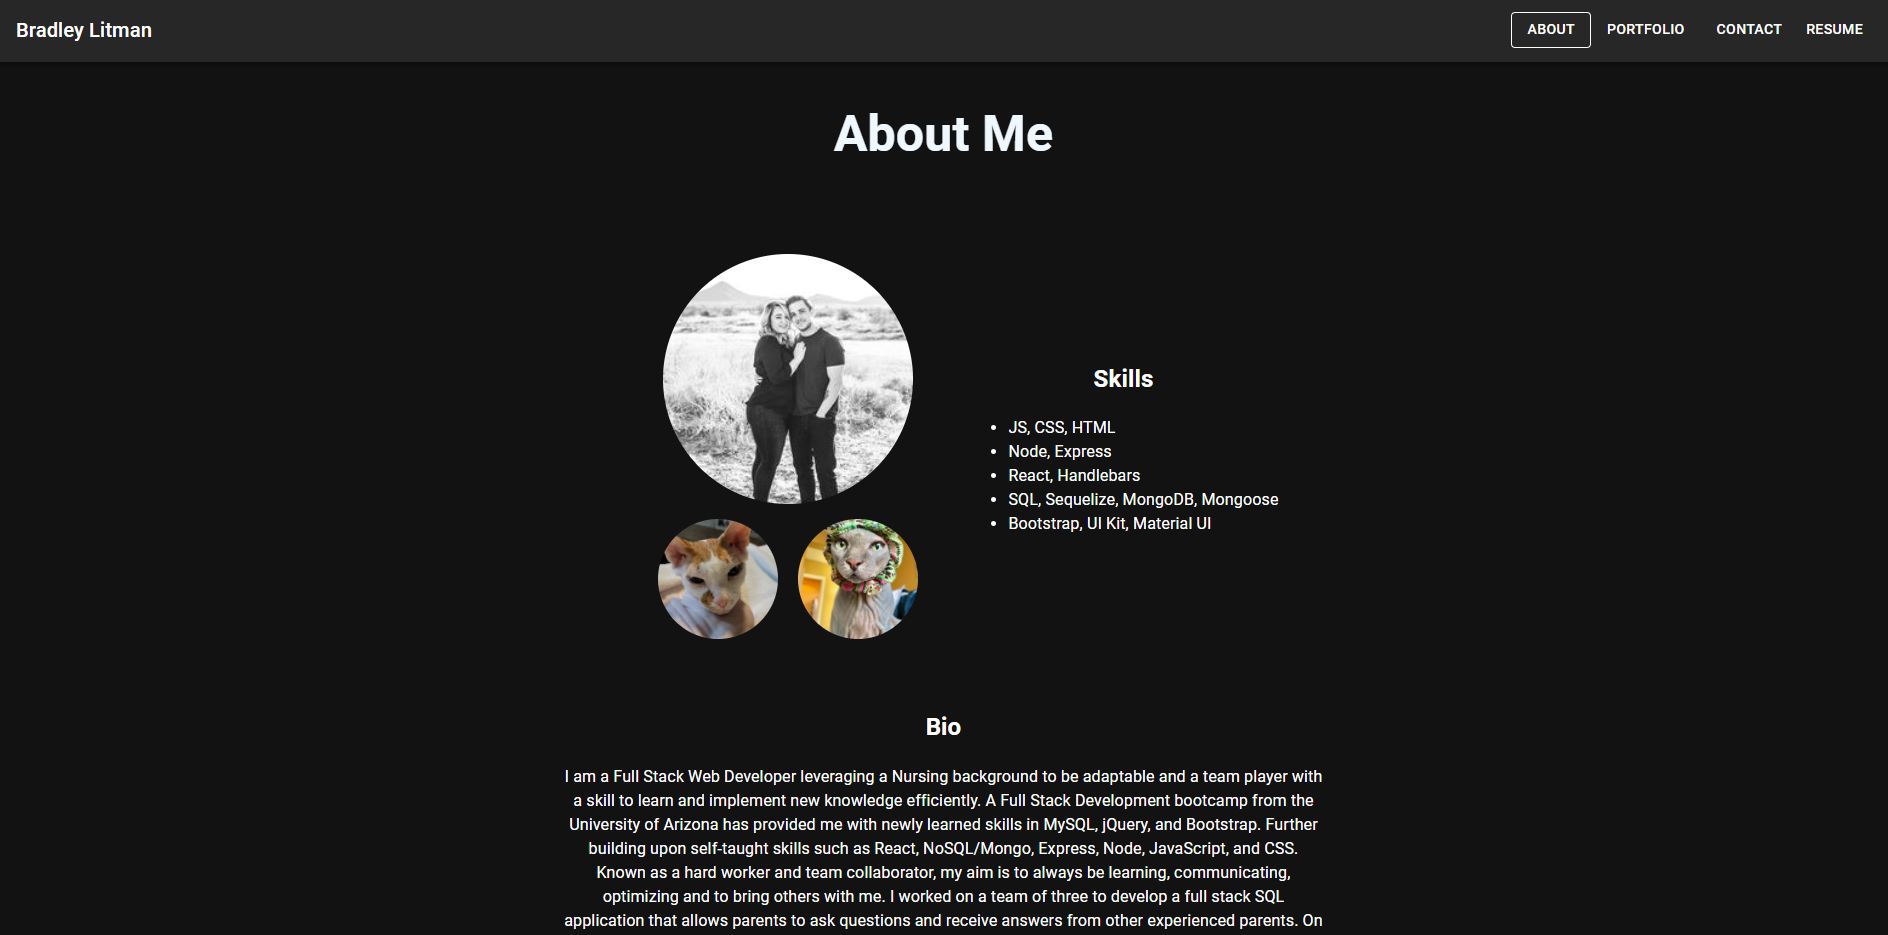 Bradley Litman
ABOUT
PORTFOLIO
CONTACT
RESUME
About Me
Skills
JS, CSS, HTML
Node, Express
React, Handlebars
SQL, Sequelize, MongoDB, Mongoose
Bootstrap, UI Kit, Material UI
Bio
I am a Full Stack Web Developer leveraging a Nursing background to be adaptable and a team player with
a skill to learn and implement new knowledge efficiently. A Full Stack Development bootcamp from the
University of Arizona has provided me with newly learned skills in MySQL, jQuery, and Bootstrap. Further
building upon self-taught skills such as React, NoSQL/Mongo, Express, Node, JavaScript, and CSS.
Known as a hard worker and team collaborator, my aim is to always be learning, communicating,
optimizing and to bring others with me. I worked on a team of three to develop a full stack SQL
application that allows parents to ask questions and receive answers from other experienced parents. On